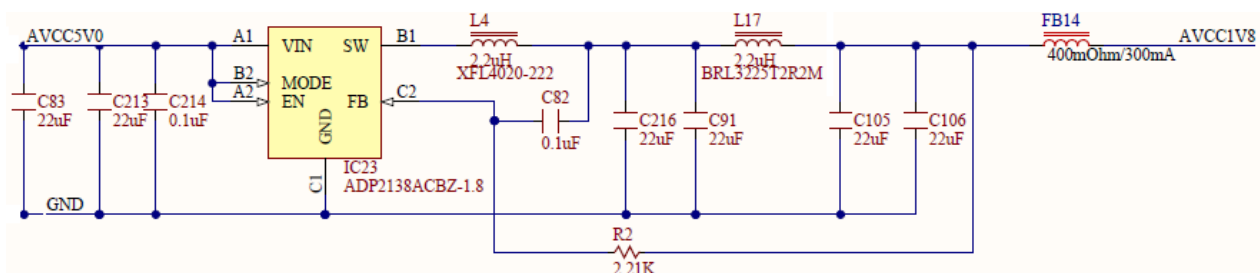 L4
L17
FB14
AVCC5V0
A1
VIN
SW
B1
2.2uH
XFL4020-222
2.2uH
BRL3225T2R2M
400mOhm/300mA
AVCC1V8
B2
MODE
A2
EN
FB
C2
C83
22uF
C213
22uF
C214
0.1uF
GND
C82
0.1uF
C216
22uF
C91
22uF
C105
22uF
C106
22uF
C1
IC23
ADP2138ACBZ-1.8
GND
R2
2.21K